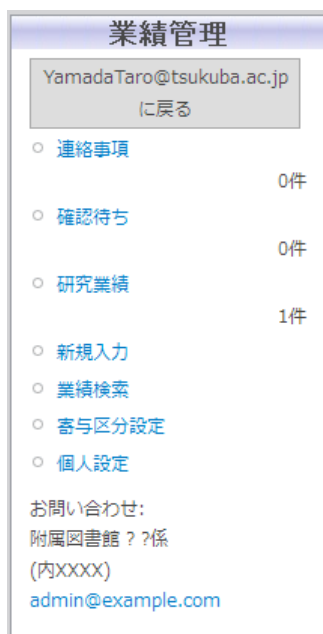 業績管理
YamadaTaro@tsukuba.ac.jp
に戻る
連絡事項
0件
確認待ち
0件
研究業績
1件
新規入力
業績検索
寄与区分設定
個人設定
お問い合わせ:
附属図書館??係
(内XXXX)
admin@example.com